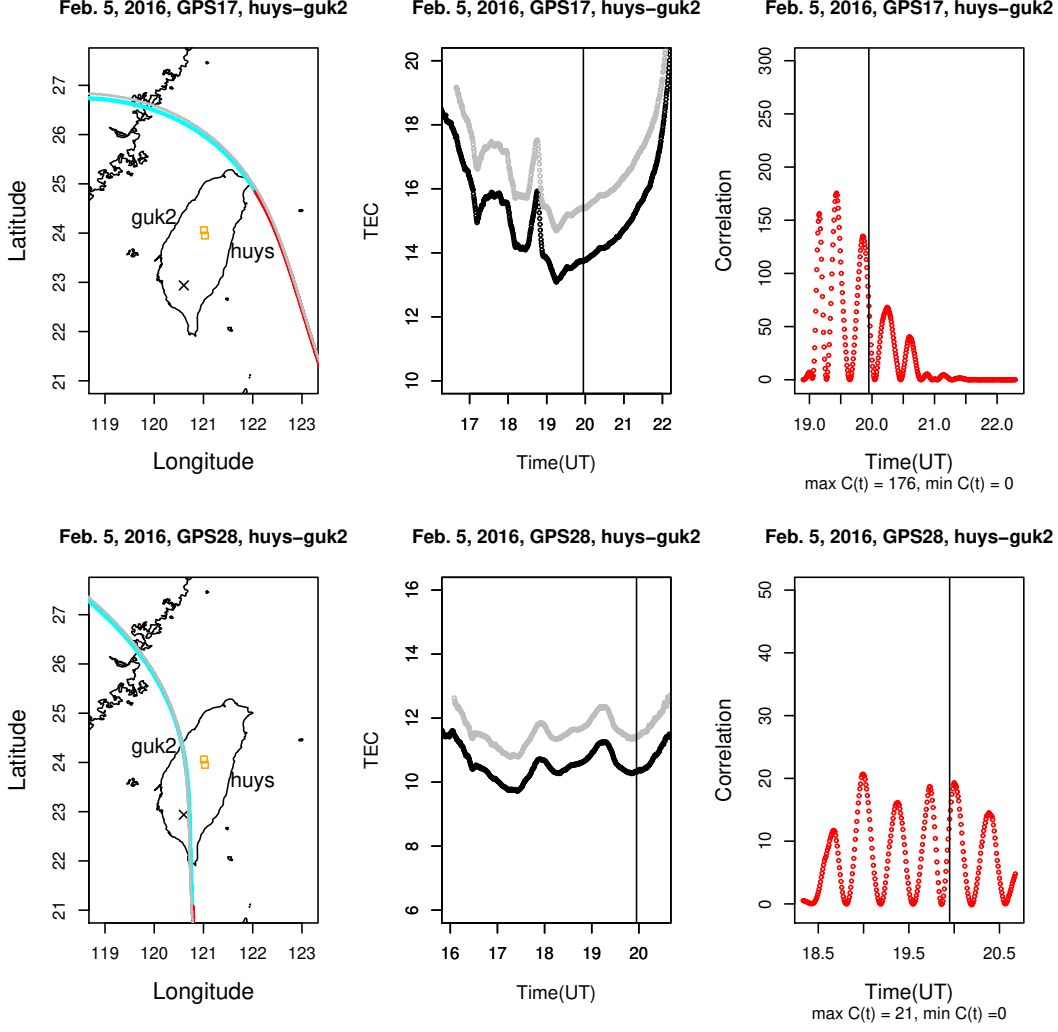 Feb. 5, 2016, GPS17, huys−guk2
Latitude
27
26
25
24
23
22
21
guk2
huys
119 120 121 122 123
Longitude
Feb. 5, 2016, GPS17, huys−guk2
TEC
20
18
16
14
12
10
17 18 19 20 21 22
Time(UT)
Feb. 5, 2016, GPS17, huys−guk2
Correlation
300
250
200
150
100
50
0
19.0 20.0 21.0 22.0
Time(UT)
max C(t) = 176, min C(t) = 0
Feb. 5, 2016, GPS28, huys−guk2
Latitude
27
26
25
24
23
22
21
guk2
huys
119 120 121 122 123
Longitude
Feb. 5, 2016, GPS28, huys−guk2
TEC
16
14
12
10
8
6
16 17 18 19 20
Time(UT)
Feb. 5, 2016, GPS28, huys−guk2
Correlation
50
40
30
20
10
0
18.5 19.5 20.5
Time(UT)
max C(t) = 21, min C(t) =0